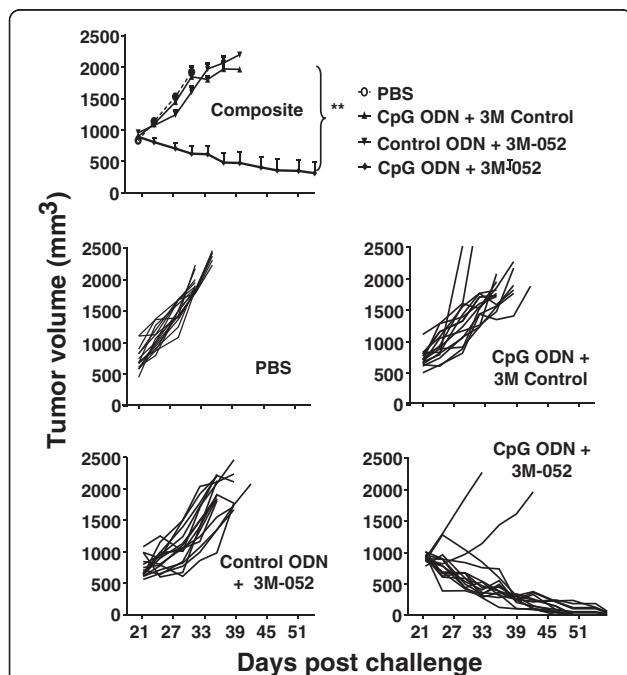 2500
2000
1500
1000
500
0
Composite
**
PBS
CpG ODN + 3M Control
Control ODN + 3M-052
CpG ODN + 3M-052
Tumor volume (mm³)
2500
2000
1500
1000
500
0
PBS
2500
2000
1500
1000
500
0
CpG ODN +
3M Control
2500
2000
1500
1000
500
0
Control ODN
+ 3M-052
21 27 33 39 45 51
2500
2000
1500
1000
500
0
CpG ODN +
3M-052
21 27 33 39 45 51
Days post challenge